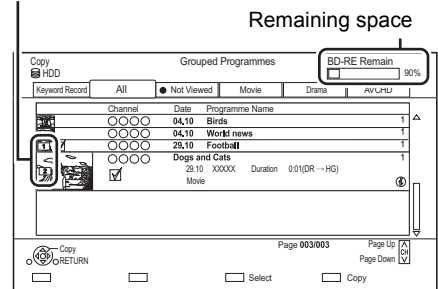 Remaining space
Copy Grouped Programmes BD-RE Remain
HDD 90%
Keyword Record All Not Viewed Movie Drama AVCHD
Channel Date Programme Name
04,10 Birds 1
04,10 World news 1
1 29,10 Football 1
Dogs and Cats 1
2 29.10 XXXXX Duration 0:01(DR → HG)
Movie
Copy Page 003/003 Page Up
RETURN CH Page Down
Select Copy